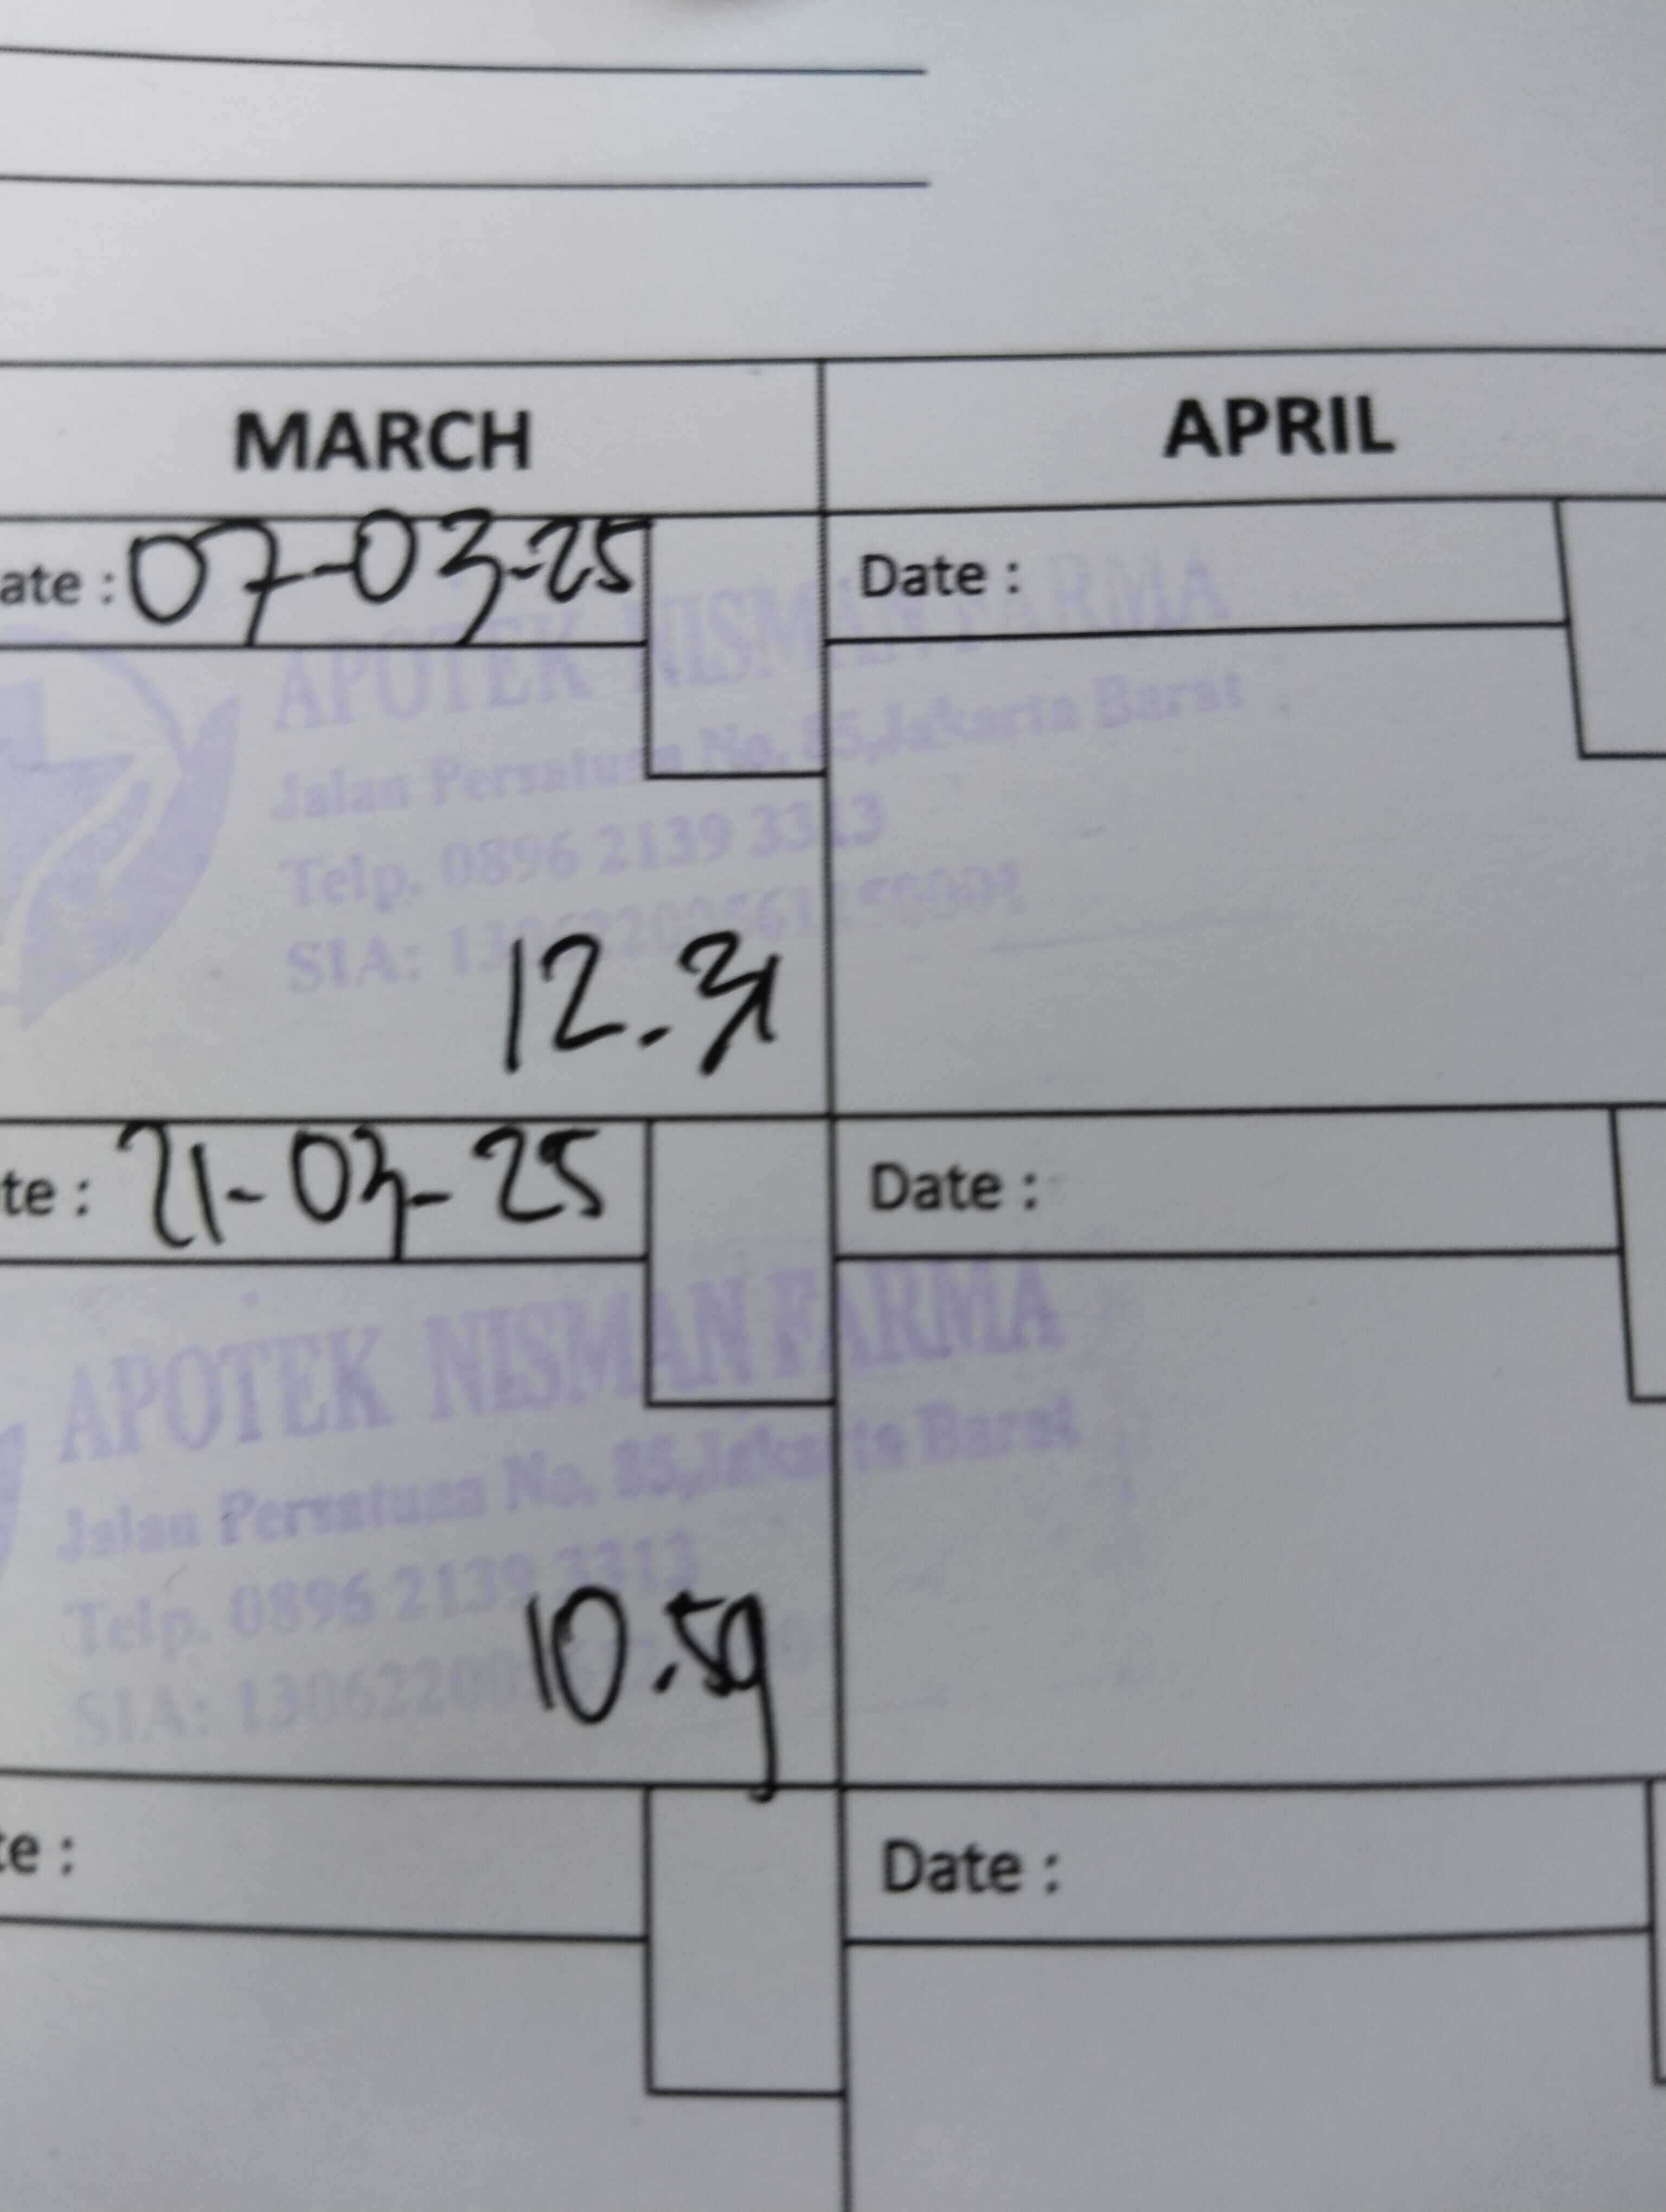 MARCH
APRIL
ate : 07-03-25
Date :
APOTEK NISMAN FARMA
Jalan Persatuan No. 85,Jakarta Barat
Telp. 0896 2139 3313
SIA:
12.31
te : 21-03-25
Date :
APOTEK NISMAN FARMA
Jalan Persatuan No. 85,Jakarta Barat
Telp. 0896 2139 3313
SIA:
10.59
te :
Date :